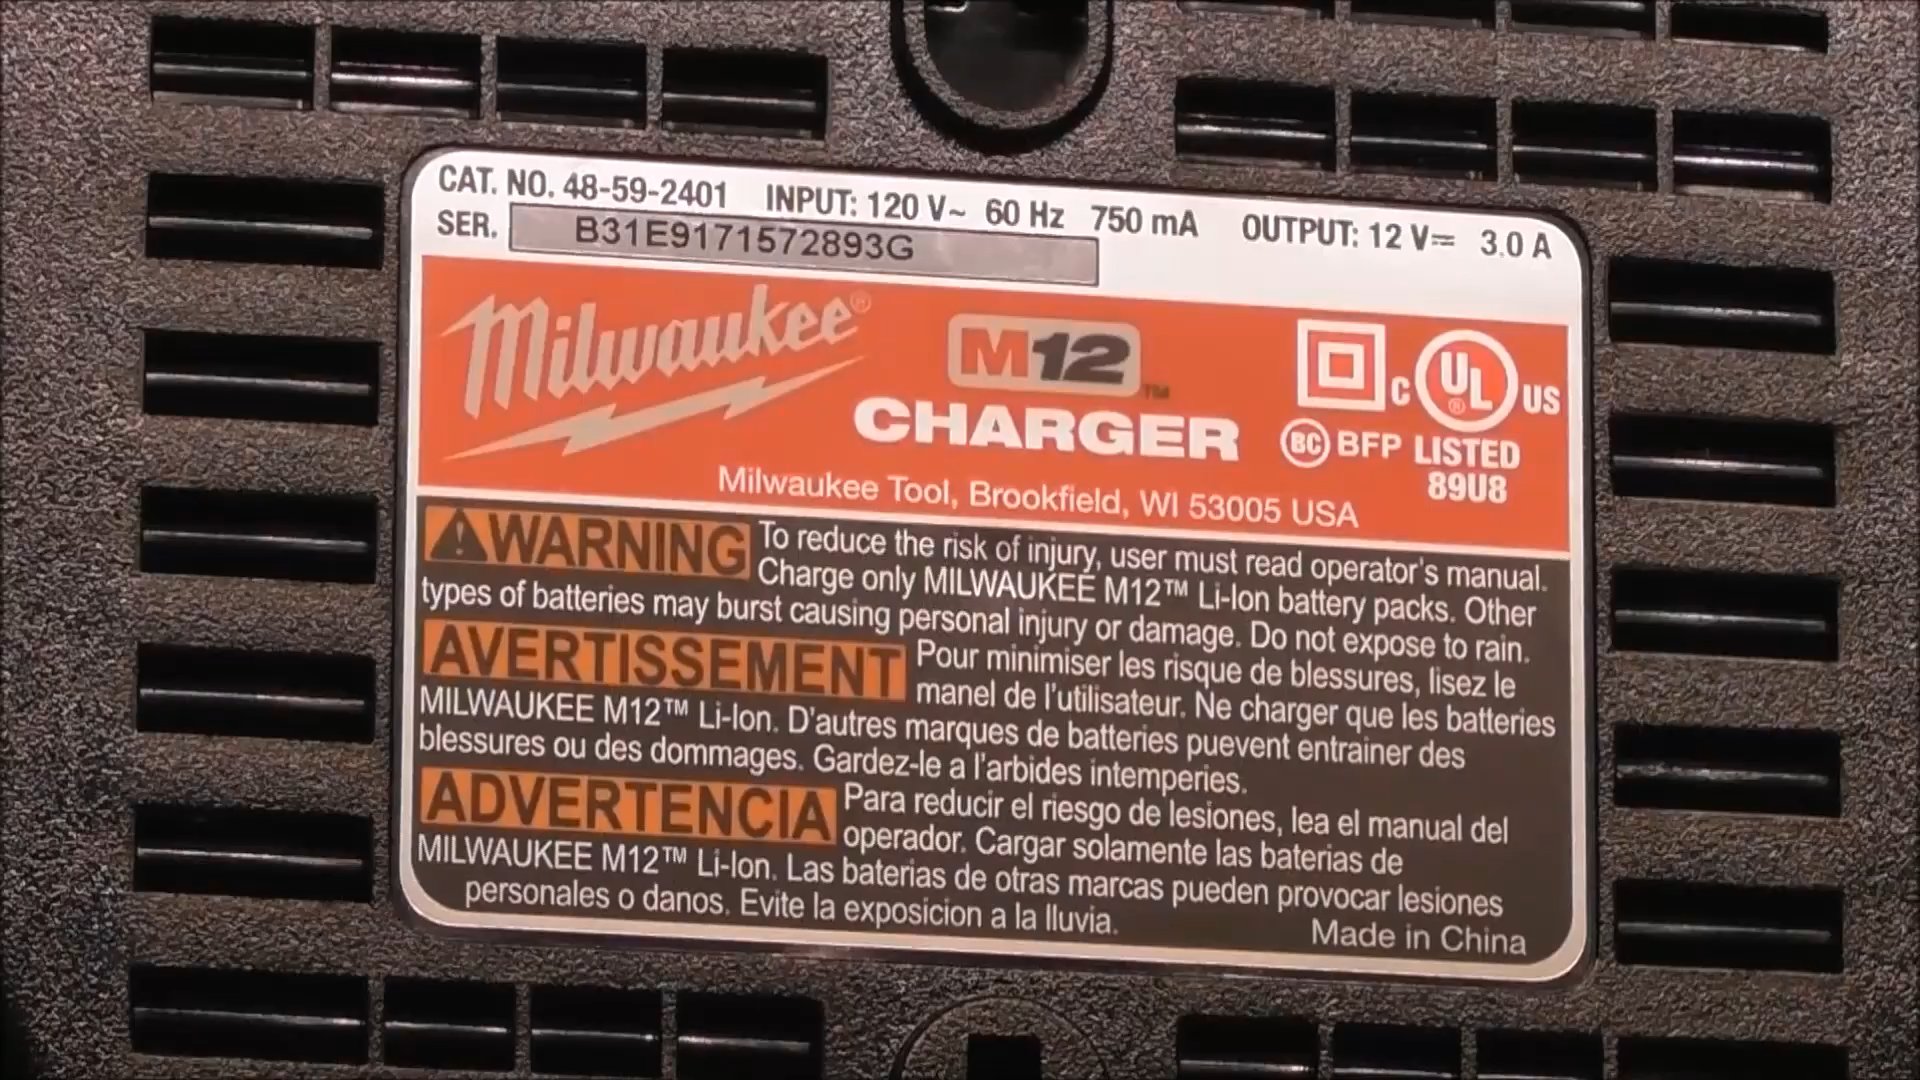 CAT. NO. 48-59-2401 INPUT: 120 V~ 60 Hz 750 mA OUTPUT: 12 V⎓ 3.0 A
SER. B31E9171572893G
Milwaukee®
M12™
CHARGER
C UL® US
BC BFP LISTED
89U8
Milwaukee Tool, Brookfield, WI 53005 USA
⚠WARNING To reduce the risk of injury, user must read operator's manual.
Charge only MILWAUKEE M12™ Li-Ion battery packs. Other
types of batteries may burst causing personal injury or damage. Do not expose to rain.
AVERTISSEMENT Pour minimiser les risque de blessures, lisez le
manel de l'utilisateur. Ne charger que les batteries
MILWAUKEE M12™ Li-Ion. D'autres marques de batteries puevent entrainer des
blessures ou des dommages. Gardez-le a l'arbides intemperies.
ADVERTENCIA Para reducir el riesgo de lesiones, lea el manual del
operador. Cargar solamente las baterias de
MILWAUKEE M12™ Li-Ion. Las baterias de otras marcas pueden provocar lesiones
personales o danos. Evite la exposicion a la lluvia.
Made in China